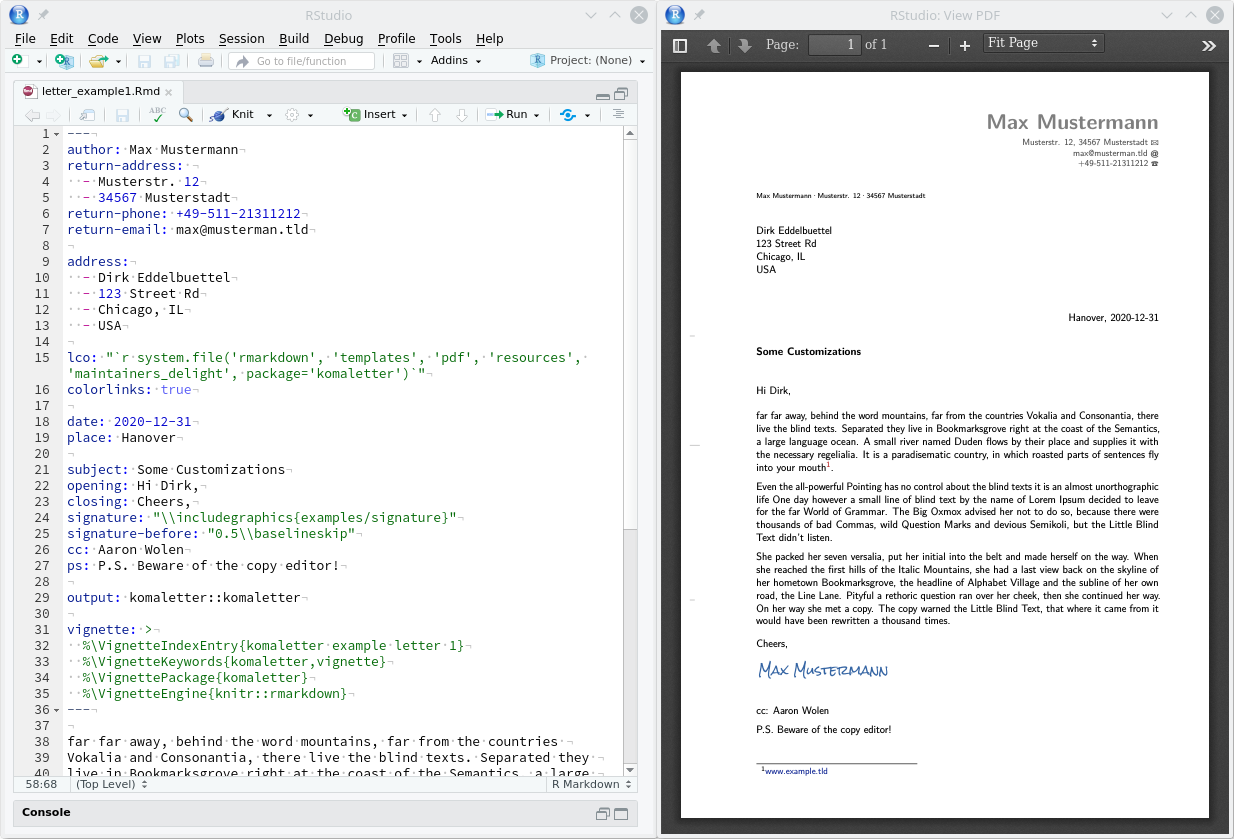 RStudio
File Edit Code View Plots Session Build Debug Profile Tools Help
Go to file/function Addins Project: (None)
letter_example1.Rmd
ABC Knit Insert Run
1 ---
2 author: Max Mustermann
3 return-address:
4   - Musterstr. 12
5   - 34567 Musterstadt
6 return-phone: +49-511-21311212
7 return-email: max@musterman.tld
8
9 address:
10   - Dirk Eddelbuettel
11   - 123 Street Rd
12   - Chicago, IL
13   - USA
14
15 lco: "`r system.file('rmarkdown', 'templates', 'pdf', 'resources',
'maintainers_delight', package='komaletter')`"
16 colorlinks: true
17
18 date: 2020-12-31
19 place: Hanover
20
21 subject: Some Customizations
22 opening: Hi Dirk,
23 closing: Cheers,
24 signature: "\\includegraphics{examples/signature}"
25 signature-before: "0.5\\baselineskip"
26 cc: Aaron Wolen
27 ps: P.S. Beware of the copy editor!
28
29 output: komaletter::komaletter
30
31 vignette: >
32   %\VignetteIndexEntry{komaletter example letter 1}
33   %\VignetteKeywords{komaletter,vignette}
34   %\VignettePackage{komaletter}
35   %\VignetteEngine{knitr::rmarkdown}
36 ---
37
38 far far away, behind the word mountains, far from the countries
39 Vokalia and Consonantia, there live the blind texts. Separated they
40 live in Bookmarksgrove right at the coast of the Semantics, a large
58:68 (Top Level) R Markdown
Console
RStudio: View PDF
Page: 1 of 1 Fit Page
Max Mustermann
Musterstr. 12, 34567 Musterstadt
max@musterman.tld @
+49-511-21311212
Max Mustermann · Musterstr. 12 · 34567 Musterstadt
Dirk Eddelbuettel
123 Street Rd
Chicago, IL
USA
Hanover, 2020-12-31
Some Customizations
Hi Dirk,
far far away, behind the word mountains, far from the countries Vokalia and Consonantia, there
live the blind texts. Separated they live in Bookmarksgrove right at the coast of the Semantics,
a large language ocean. A small river named Duden flows by their place and supplies it with
the necessary regelialia. It is a paradisematic country, in which roasted parts of sentences fly
into your mouth1.
Even the all-powerful Pointing has no control about the blind texts it is an almost unorthographic
life One day however a small line of blind text by the name of Lorem Ipsum decided to leave
for the far World of Grammar. The Big Oxmox advised her not to do so, because there were
thousands of bad Commas, wild Question Marks and devious Semikoli, but the Little Blind
Text didn't listen.
She packed her seven versalia, put her initial into the belt and made herself on the way. When
she reached the first hills of the Italic Mountains, she had a last view back on the skyline of
her hometown Bookmarksgrove, the headline of Alphabet Village and the subline of her own
road, the Line Lane. Pityful a rethoric question ran over her cheek, then she continued her way.
On her way she met a copy. The copy warned the Little Blind Text, that where it came from it
would have been rewritten a thousand times.
Cheers,
Max Mustermann
cc: Aaron Wolen
P.S. Beware of the copy editor!
1www.example.tld